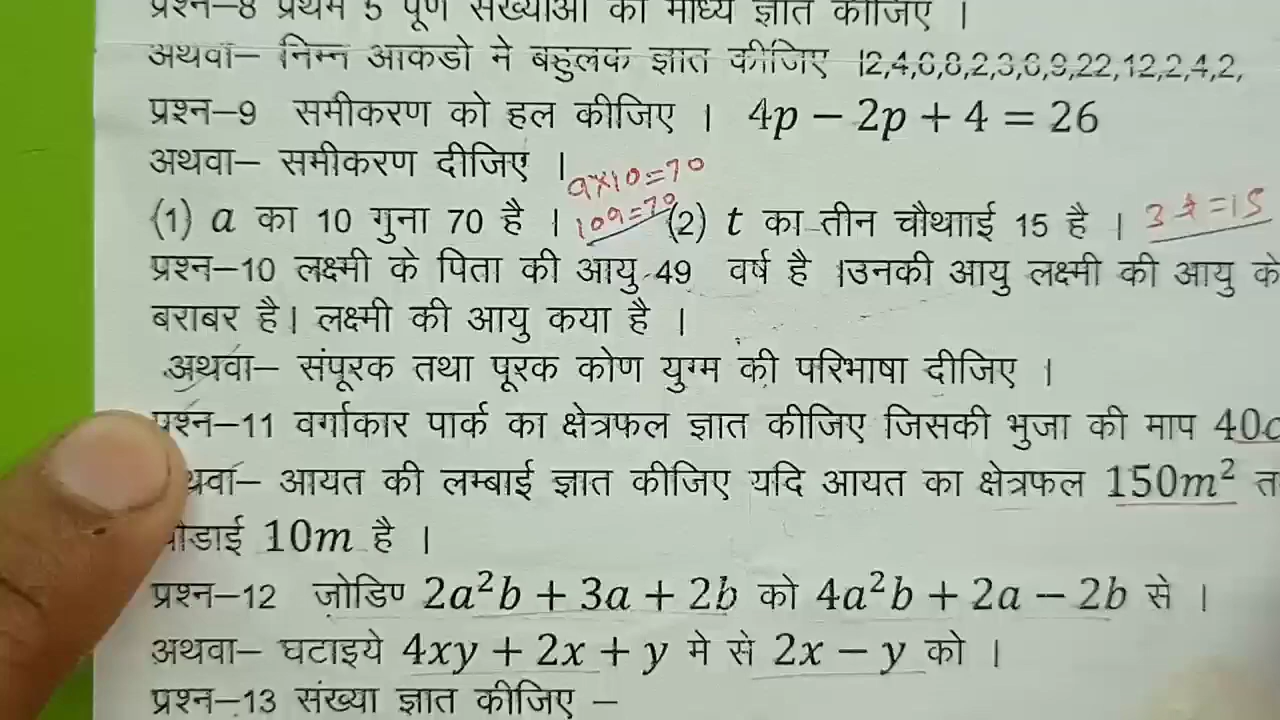 प्रश्न–8 प्रथम 5 पूर्ण संख्याओं का माध्य ज्ञात कीजिए ।
अथवा– निम्न आकडो ने बहुलक ज्ञात कीजिए 12,4,6,8,2,3,6,9,22,12,2,4,2,
प्रश्न–9 समीकरण को हल कीजिए । 4p − 2p + 4 = 26
अथवा– समीकरण दीजिए ।
a×10=70
(1) a का 10 गुना 70 है । 10a=70 (2) t का तीन चौथााई 15 है ।
प्रश्न–10 लक्ष्मी के पिता की आयु 49 वर्ष है ।उनकी आयु लक्ष्मी की आयु के
बराबर है। लक्ष्मी की आयु कया है ।
अथवा– संपूरक तथा पूरक कोण युग्म की परिभाषा दीजिए ।
प्रश्न–11 वर्गाकार पार्क का क्षेत्रफल ज्ञात कीजिए जिसकी भुजा की माप 40c
थवा– आयत की लम्बाई ज्ञात कीजिए यदि आयत का क्षेत्रफल 150m² त
ोडाई 10m है ।
प्रश्न–12 जोडिए 2a²b + 3a + 2b को 4a²b + 2a − 2b से ।
अथवा– घटाइये 4xy + 2x + y मे से 2x − y को ।
प्रश्न–13 संख्या ज्ञात कीजिए –